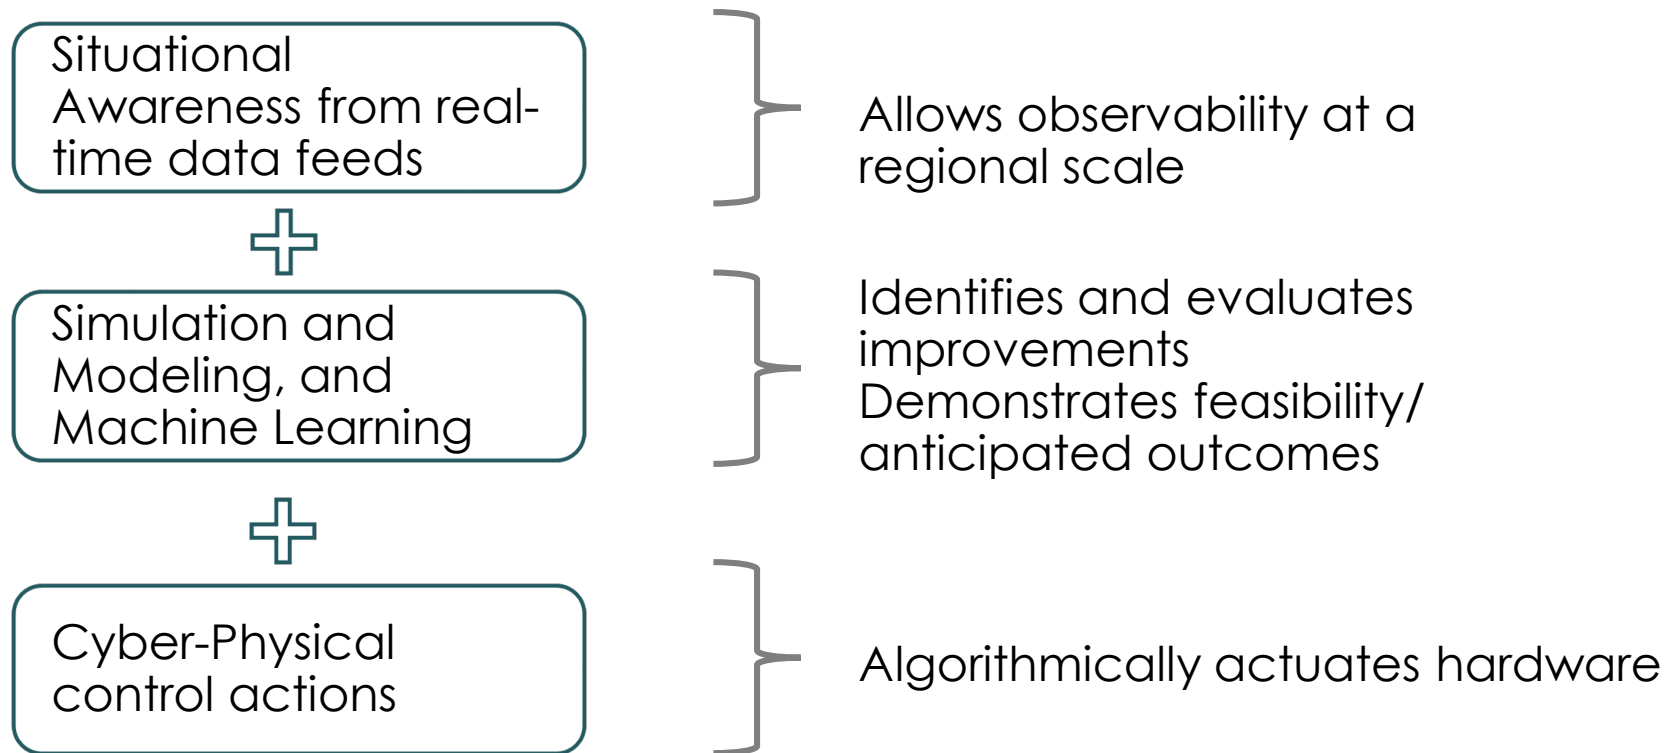 Situational
Awareness from real-
time data feeds
Allows observability at a
regional scale
Simulation and
Modeling, and
Machine Learning
Identifies and evaluates
improvements
Demonstrates feasibility/
anticipated outcomes
Cyber-Physical
control actions
Algorithmically actuates hardware